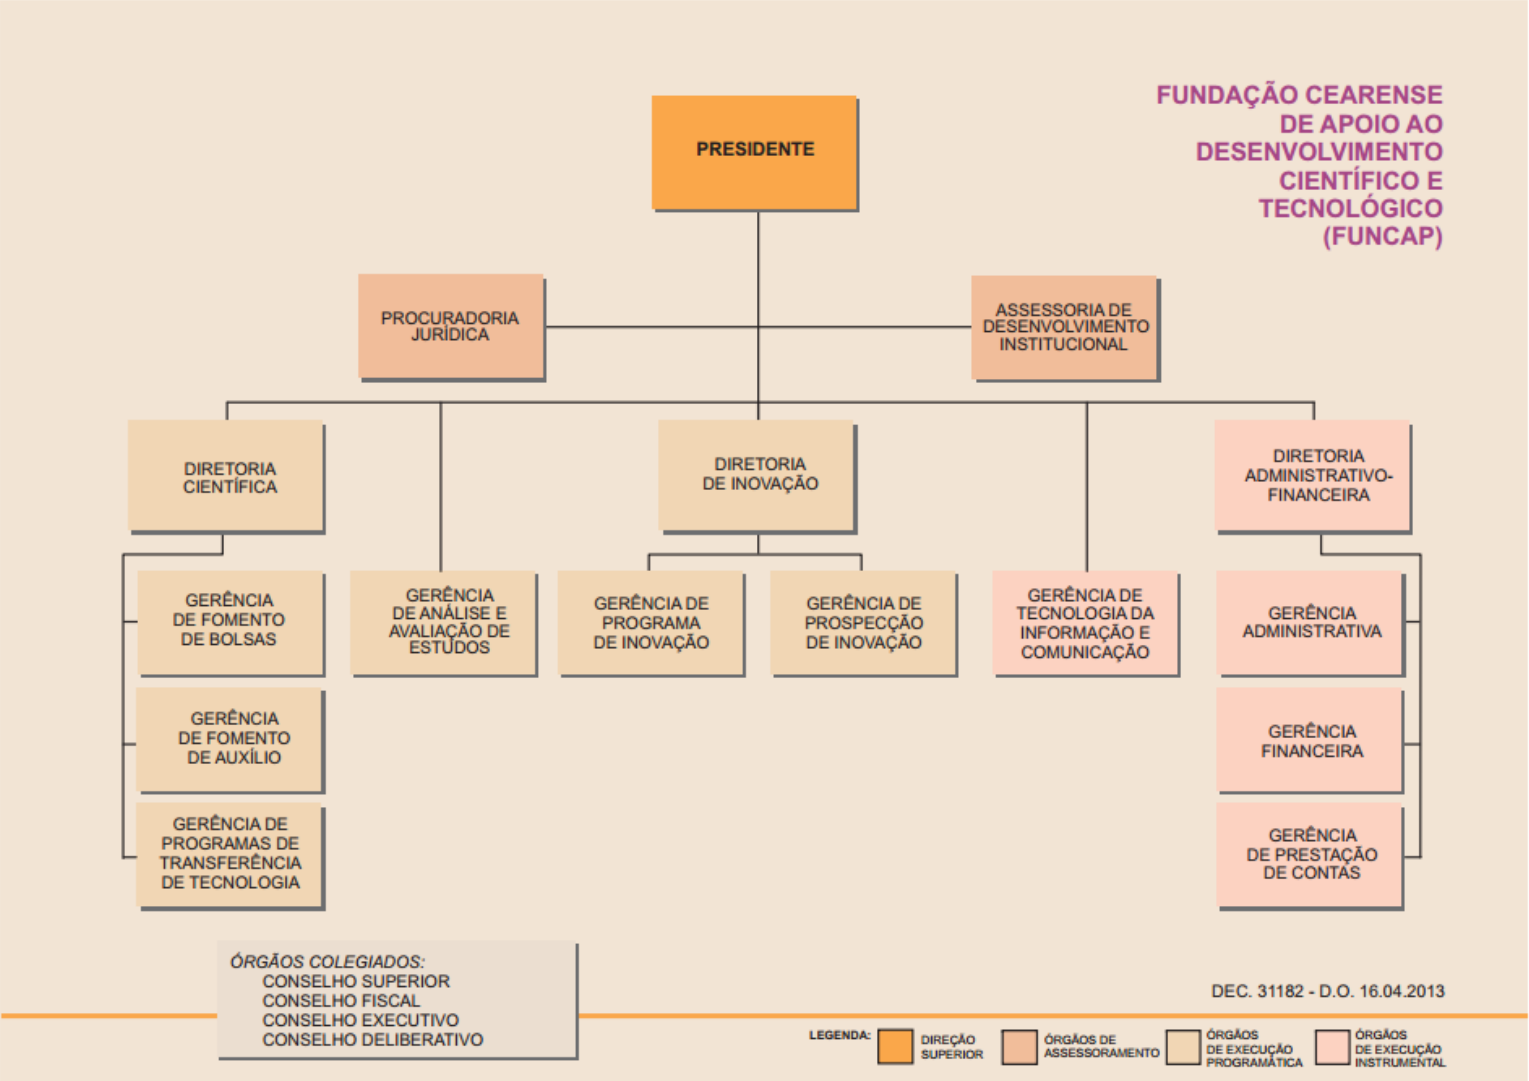 FUNDAÇÃO CEARENSE
DE APOIO AO
DESENVOLVIMENTO
CIENTÍFICO E
TECNOLÓGICO
(FUNCAP)
PRESIDENTE
PROCURADORIA
JURÍDICA
ASSESSORIA DE
DESENVOLVIMENTO
INSTITUCIONAL
DIRETORIA
CIENTÍFICA
DIRETORIA
DE INOVAÇÃO
DIRETORIA
ADMINISTRATIVO-
FINANCEIRA
GERÊNCIA
DE FOMENTO
DE BOLSAS
GERÊNCIA
DE ANÁLISE E
AVALIAÇÃO DE
ESTUDOS
GERÊNCIA DE
PROGRAMA
DE INOVAÇÃO
GERÊNCIA DE
PROSPECÇÃO
DE INOVAÇÃO
GERÊNCIA DE
TECNOLOGIA DA
INFORMAÇÃO E
COMUNICAÇÃO
GERÊNCIA
ADMINISTRATIVA
GERÊNCIA
DE FOMENTO
DE AUXÍLIO
GERÊNCIA
FINANCEIRA
GERÊNCIA DE
PROGRAMAS DE
TRANSFERÊNCIA
DE TECNOLOGIA
GERÊNCIA
DE PRESTAÇÃO
DE CONTAS
ÓRGÃOS COLEGIADOS:
CONSELHO SUPERIOR
CONSELHO FISCAL
CONSELHO EXECUTIVO
CONSELHO DELIBERATIVO
DEC. 31182 - D.O. 16.04.2013
LEGENDA:
DIREÇÃO
SUPERIOR
ÓRGÃOS DE
ASSESSORAMENTO
ÓRGÃOS
DE EXECUÇÃO
PROGRAMÁTICA
ÓRGÃOS
DE EXECUÇÃO
INSTRUMENTAL